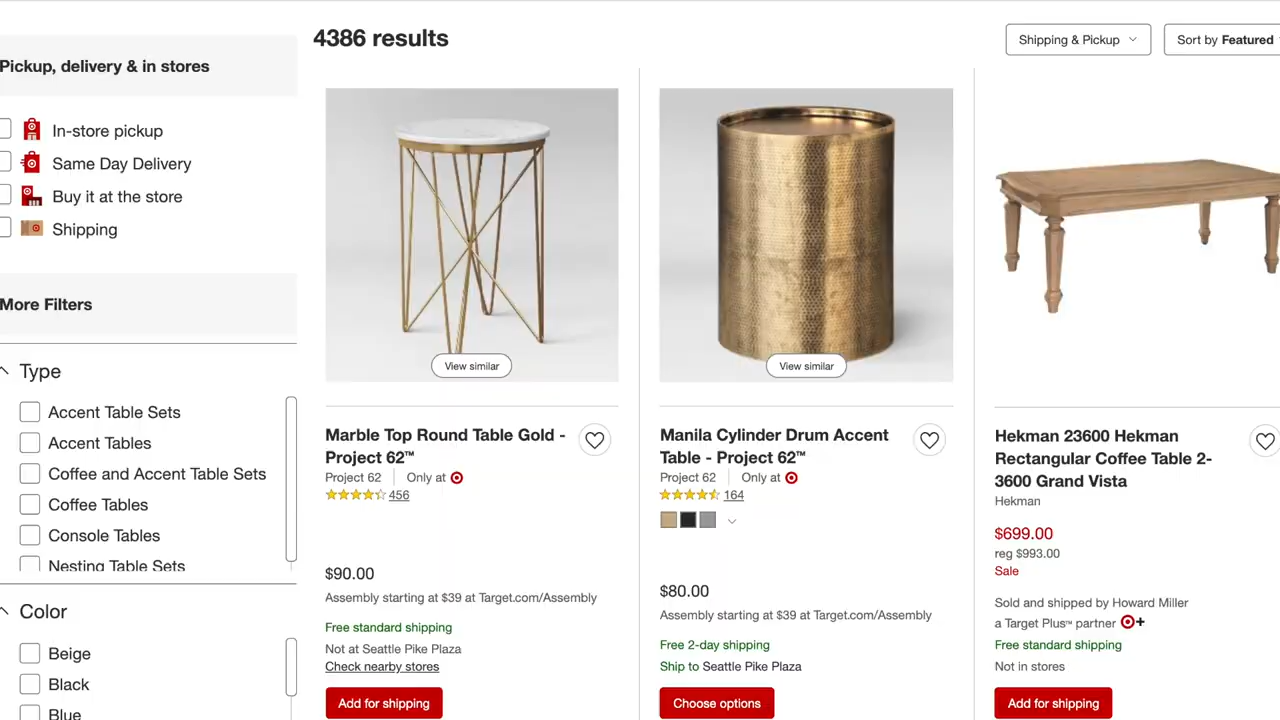 4386 results
Shipping & Pickup
Sort by Featured
Pickup, delivery & in stores
In-store pickup
Same Day Delivery
Buy it at the store
Shipping
More Filters
Type
Accent Table Sets
Accent Tables
Coffee and Accent Table Sets
Coffee Tables
Console Tables
Nesting Table Sets
Color
Beige
Black
Blue
View similar
Marble Top Round Table Gold -
Project 62™
Project 62
Only at
456
$90.00
Assembly starting at $39 at Target.com/Assembly
Free standard shipping
Not at Seattle Pike Plaza
Check nearby stores
Add for shipping
View similar
Manila Cylinder Drum Accent
Table - Project 62™
Project 62
Only at
164
$80.00
Assembly starting at $39 at Target.com/Assembly
Free 2-day shipping
Ship to Seattle Pike Plaza
Choose options
Hekman 23600 Hekman
Rectangular Coffee Table 2-
3600 Grand Vista
Hekman
$699.00
reg $993.00
Sale
Sold and shipped by Howard Miller
a Target Plus™ partner
Free standard shipping
Not in stores
Add for shipping